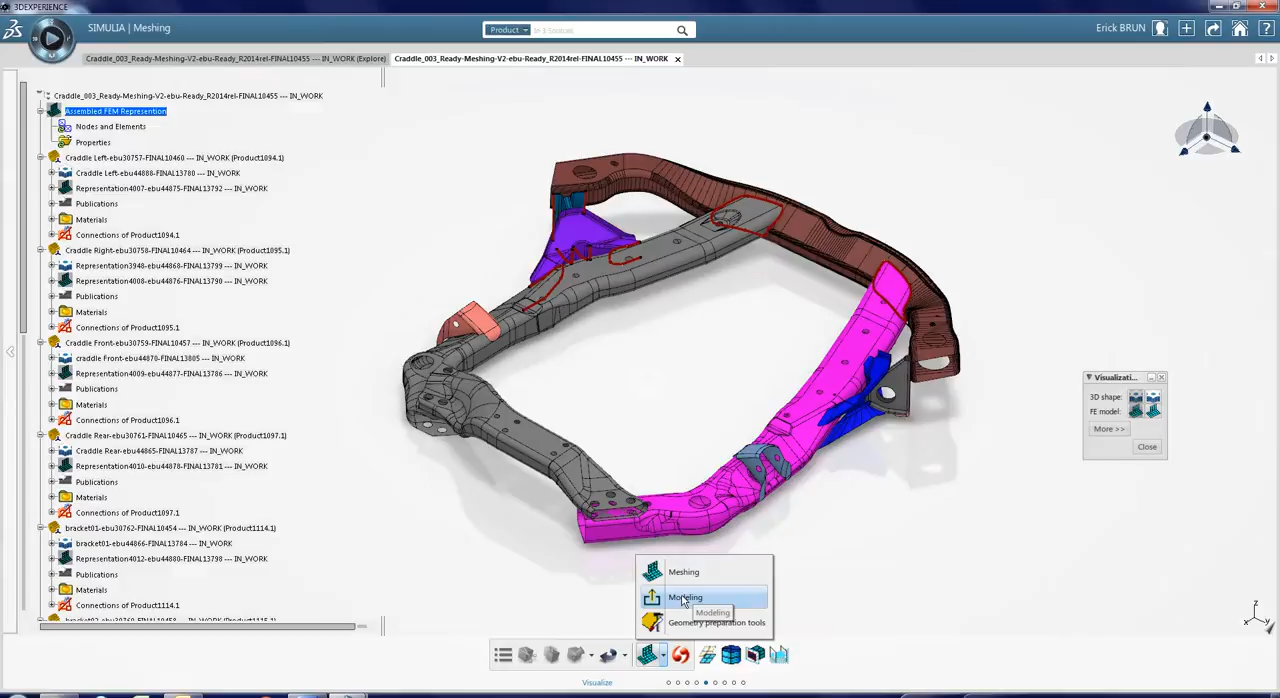 3DEXPERIENCE
SIMULIA | Meshing
Product
in 3 Sources
Erick BRUN
Craddle_003_Ready-Meshing-V2-ebu-Ready_R2014rel-FINAL10455 --- IN_WORK (Explore)
Craddle_003_Ready-Meshing-V2-ebu-Ready_R2014rel-FINAL10455 --- IN_WORK
Craddle_003_Ready-Meshing-V2-ebu-Ready_R2014rel-FINAL10455 --- IN_WORK
Assembled FEM Represention
Nodes and Elements
Properties
Craddle Left-ebu30757-FINAL10460 --- IN_WORK (Product1094.1)
Craddle Left-ebu44888-FINAL13780 --- IN_WORK
Representation4007-ebu44875-FINAL13792 --- IN_WORK
Publications
Materials
Connections of Product1094.1
Craddle Right-ebu30758-FINAL10464 --- IN_WORK (Product1095.1)
Representation3948-ebu44868-FINAL13799 --- IN_WORK
Representation4008-ebu44876-FINAL13790 --- IN_WORK
Publications
Materials
Connections of Product1095.1
Craddle Front-ebu30759-FINAL10457 --- IN_WORK (Product1096.1)
craddle Front-ebu44870-FINAL13805 --- IN_WORK
Representation4009-ebu44877-FINAL13786 --- IN_WORK
Publications
Materials
Connections of Product1096.1
Craddle Rear-ebu30761-FINAL10465 --- IN_WORK (Product1097.1)
Craddle Rear-ebu44865-FINAL13787 --- IN_WORK
Representation4010-ebu44878-FINAL13781 --- IN_WORK
Publications
Materials
Connections of Product1097.1
bracket01-ebu30762-FINAL10454 --- IN_WORK (Product1114.1)
bracket01-ebu44866-FINAL13784 --- IN_WORK
Representation4012-ebu44880-FINAL13798 --- IN_WORK
Publications
Materials
Connections of Product1114.1
Visualizati...
3D shape:
FE model:
More >>
Close
Meshing
Modeling
Modeling
Geometry preparation tools
Visualize
z
x
y